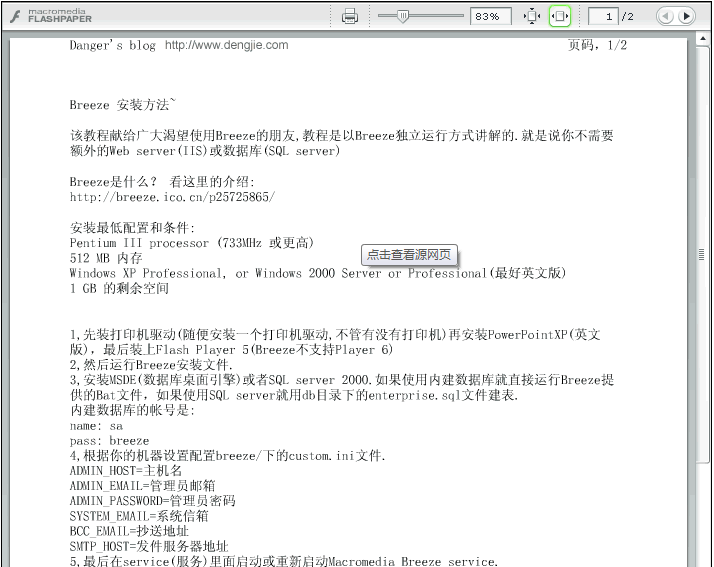 macromedia
FLASHPAPER
83%
1 /2
Danger's blog http://www.dengjie.com 页码, 1/2
Breeze 安装方法~
该教程献给广大渴望使用Breeze的朋友,教程是以Breeze独立运行方式讲解的.就是说你不需要
额外的Web server(IIS)或数据库(SQL server)
Breeze是什么? 看这里的介绍:
http://breeze.ico.cn/p25725865/
安装最低配置和条件:
Pentium III processor (733MHz 或更高)
512 MB 内存
点击查看源网页
Windows XP Professional, or Windows 2000 Server or Professional(最好英文版)
1 GB 的剩余空间
1,先装打印机驱动(随便安装一个打印机驱动,不管有没有打印机)再安装PowerPointXP(英文
版), 最后装上Flash Player 5(Breeze不支持Player 6)
2,然后运行Breeze安装文件.
3,安装MSDE(数据库桌面引擎)或者SQL server 2000.如果使用内建数据库就直接运行Breeze提
供的Bat文件, 如果使用SQL server就用db目录下的enterprise.sql文件建表.
内建数据库的帐号是:
name: sa
pass: breeze
4,根据你的机器设置配置breeze/下的custom.ini文件.
ADMIN_HOST=主机名
ADMIN_EMAIL=管理员邮箱
ADMIN_PASSWORD=管理员密码
SYSTEM_EMAIL=系统信箱
BCC_EMAIL=抄送地址
SMTP_HOST=发件服务器地址
5,最后在service(服务)里面启动或重新启动Macromedia Breeze service.